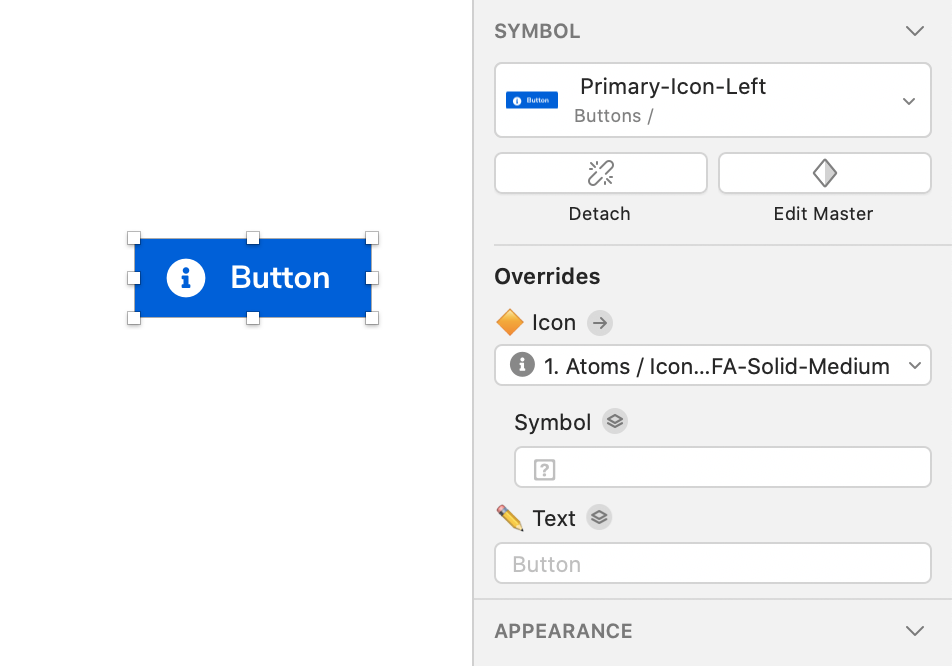 SYMBOL
Button
Primary-Icon-Left
Buttons /
Detach
Edit Master
Button
Overrides
Icon
1. Atoms / Icon...FA-Solid-Medium
Symbol
?
Text
Button
APPEARANCE